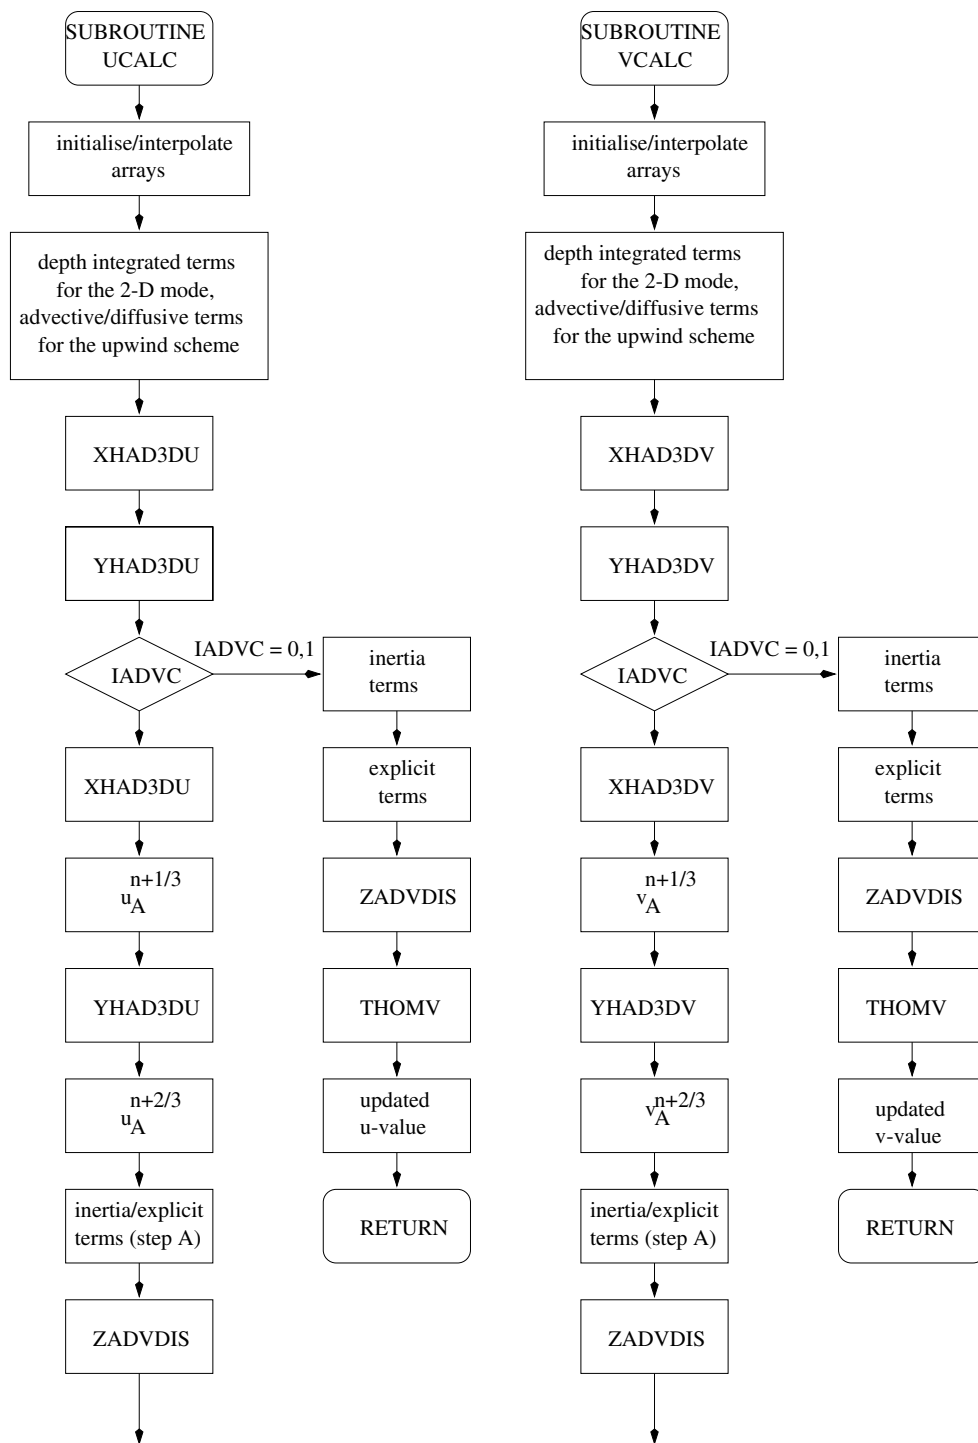 SUBROUTINE
UCALC
initialise/interpolate
arrays
depth integrated terms
for the 2-D mode,
advective/diffusive terms
for the upwind scheme
XHAD3DU
YHAD3DU
IADVC
IADVC = 0,1
XHAD3DU
n+1/3
u
A
YHAD3DU
n+2/3
u
A
inertia/explicit
terms (step A)
ZADVDIS
inertia
terms
explicit
terms
ZADVDIS
THOMV
updated
u-value
RETURN
SUBROUTINE
VCALC
initialise/interpolate
arrays
depth integrated terms
for the 2-D mode,
advective/diffusive terms
for the upwind scheme
XHAD3DV
YHAD3DV
IADVC
IADVC = 0,1
XHAD3DV
n+1/3
v
A
YHAD3DV
n+2/3
v
A
inertia/explicit
terms (step A)
ZADVDIS
inertia
terms
explicit
terms
ZADVDIS
THOMV
updated
v-value
RETURN